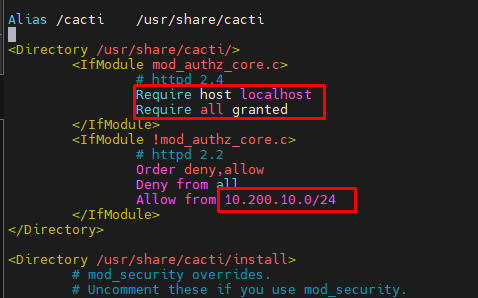 Alias /cacti    /usr/share/cacti
<Directory /usr/share/cacti/>
        <IfModule mod_authz_core.c>
                # httpd 2.4
                Require host localhost
                Require all granted
        </IfModule>
        <IfModule !mod_authz_core.c>
                # httpd 2.2
                Order deny,allow
                Deny from all
                Allow from 10.200.10.0/24
        </IfModule>
</Directory>
<Directory /usr/share/cacti/install>
        # mod_security overrides.
        # Uncomment these if you use mod_security.